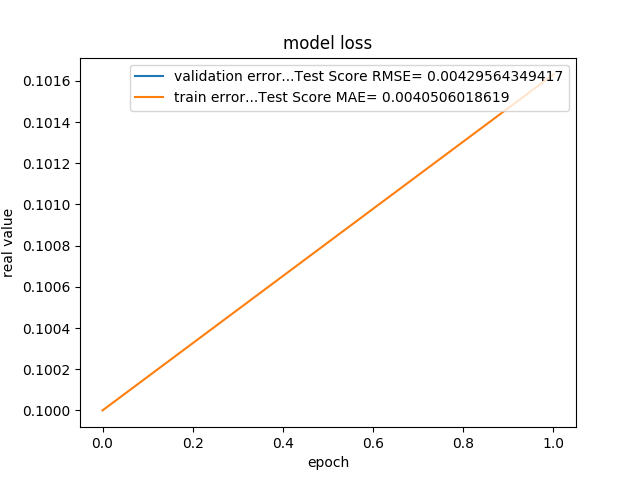 model loss
validation error...Test Score RMSE= 0.00429564349417
train error...Test Score MAE= 0.0040506018619
real value
0.1016
0.1014
0.1012
0.1010
0.1008
0.1006
0.1004
0.1002
0.1000
0.0 0.2 0.4 0.6 0.8 1.0
epoch